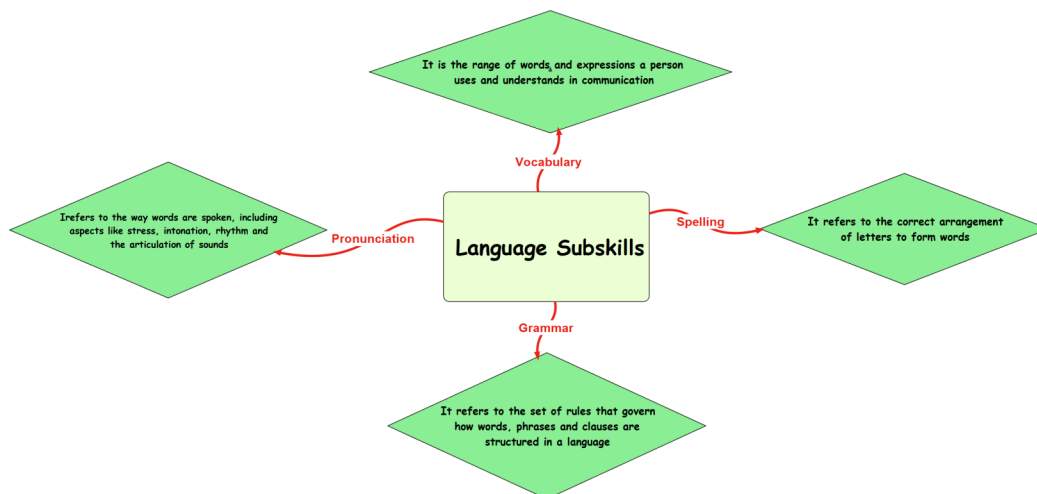 It is the range of words, and expressions a person
uses and understands in communication
Vocabulary
Irefers to the way words are spoken, including
aspects like stress, intonation, rhythm and
the articulation of sounds
Pronunciation
Language Subskills
Spelling
It refers to the correct arrangement
of letters to form words
Grammar
It refers to the set of rules that govern
how words, phrases and clauses are
structured in a language